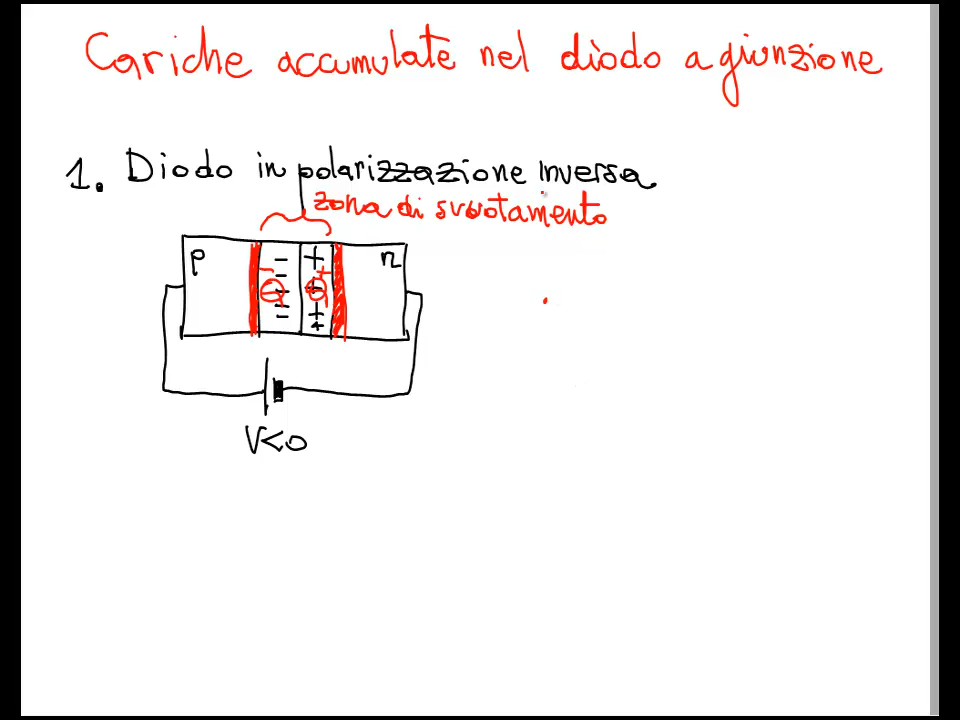 Cariche accumulate nel diodo a giunzione
1. Diodo in polarizzazione inversa
zona di svuotamento
p - + n
- +
Q⁻ Q⁺
- +
- +
V<0